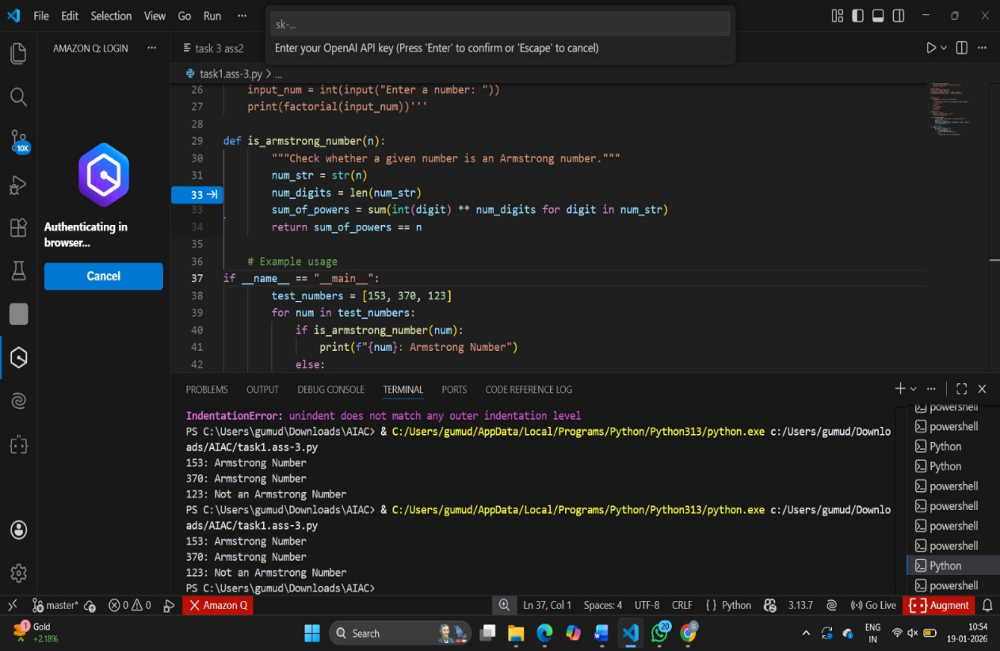 File Edit Selection View Go Run ···
sk-...
Enter your OpenAI API key (Press 'Enter' to confirm or 'Escape' to cancel)
AMAZON Q: LOGIN ···
task 3 ass2
task1.ass-3.py > ...
10K
Authenticating in
browser...
Cancel
26 input_num = int(input("Enter a number: "))
27 print(factorial(input_num))'''
28
29 def is_armstrong_number(n):
30 """Check whether a given number is an Armstrong number."""
31 num_str = str(n)
33 num_digits = len(num_str)
33 sum_of_powers = sum(int(digit) ** num_digits for digit in num_str)
34 return sum_of_powers == n
35
36 # Example usage
37 if __name__ == "__main__":
38 test_numbers = [153, 370, 123]
39 for num in test_numbers:
40 if is_armstrong_number(num):
41 print(f"{num}: Armstrong Number")
42 else:
PROBLEMS OUTPUT DEBUG CONSOLE TERMINAL PORTS CODE REFERENCE LOG
IndentationError: unindent does not match any outer indentation level
PS C:\Users\gumud\Downloads\AIAC> & C:/Users/gumud/AppData/Local/Programs/Python/Python313/python.exe c:/Users/gumud/Downlo
ads/AIAC/task1.ass-3.py
153: Armstrong Number
370: Armstrong Number
123: Not an Armstrong Number
PS C:\Users\gumud\Downloads\AIAC> & C:/Users/gumud/AppData/Local/Programs/Python/Python313/python.exe c:/Users/gumud/Downlo
ads/AIAC/task1.ass-3.py
153: Armstrong Number
370: Armstrong Number
123: Not an Armstrong Number
PS C:\Users\gumud\Downloads\AIAC>
powershell
powershell
Python
Python
powershell
powershell
powershell
powershell
Python
powershell
master* 0 0 Amazon Q Ln 37, Col 1 Spaces: 4 UTF-8 CRLF { } Python 3.13.7 Go Live Augment
1 Gold
+2.18%
Search
20
ENG
IN
10:54
19-01-2026